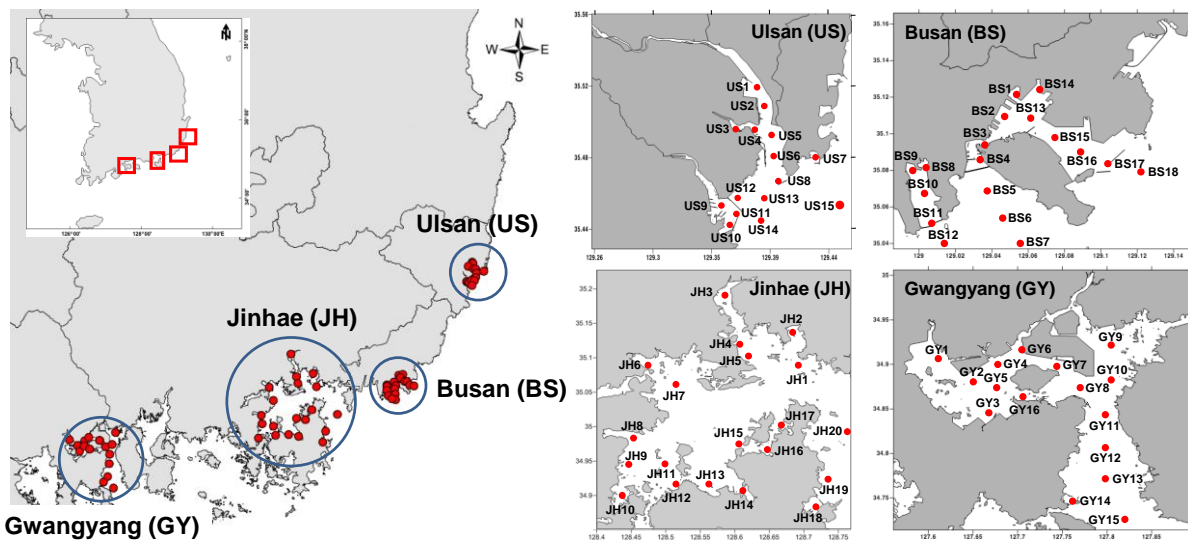 N
35°00'N
36°00'
34°00'
126°00'
128°00'
130°00'E
N
W
E
S
Ulsan (US)
Jinhae (JH)
Busan (BS)
Gwangyang (GY)
Ulsan (US)
35.56
35.52
35.48
35.44
129.26
129.33
129.39
129.44
US1
US2
US3
US4
US5
US6
US7
US8
US12
US13
US9
US11
US15
US10
US14
Busan (BS)
35.16
35.14
35.12
35.1
35.08
35.06
35.04
129
129.02
129.04
129.06
129.08
129.1
129.12
129.14
BS1
BS14
BS2
BS13
BS3
BS15
BS9
BS8
BS4
BS16
BS17
BS18
BS10
BS5
BS11
BS6
BS12
BS7
Jinhae (JH)
35.2
35.15
35.1
35.05
35
34.95
34.9
128.4
128.45
128.5
128.55
128.6
128.65
128.7
128.76
JH3
JH2
JH4
JH5
JH6
JH1
JH7
JH17
JH8
JH15
JH20
JH16
JH9
JH11
JH13
JH12
JH19
JH10
JH14
JH18
Gwangyang (GY)
34.95
34.9
34.85
34.8
34.75
127.6
127.65
127.7
127.75
127.8
127.85
GY9
GY6
GY1
GY4
GY7
GY10
GY2
GY5
GY8
GY3
GY16
GY11
GY12
GY13
GY14
GY15